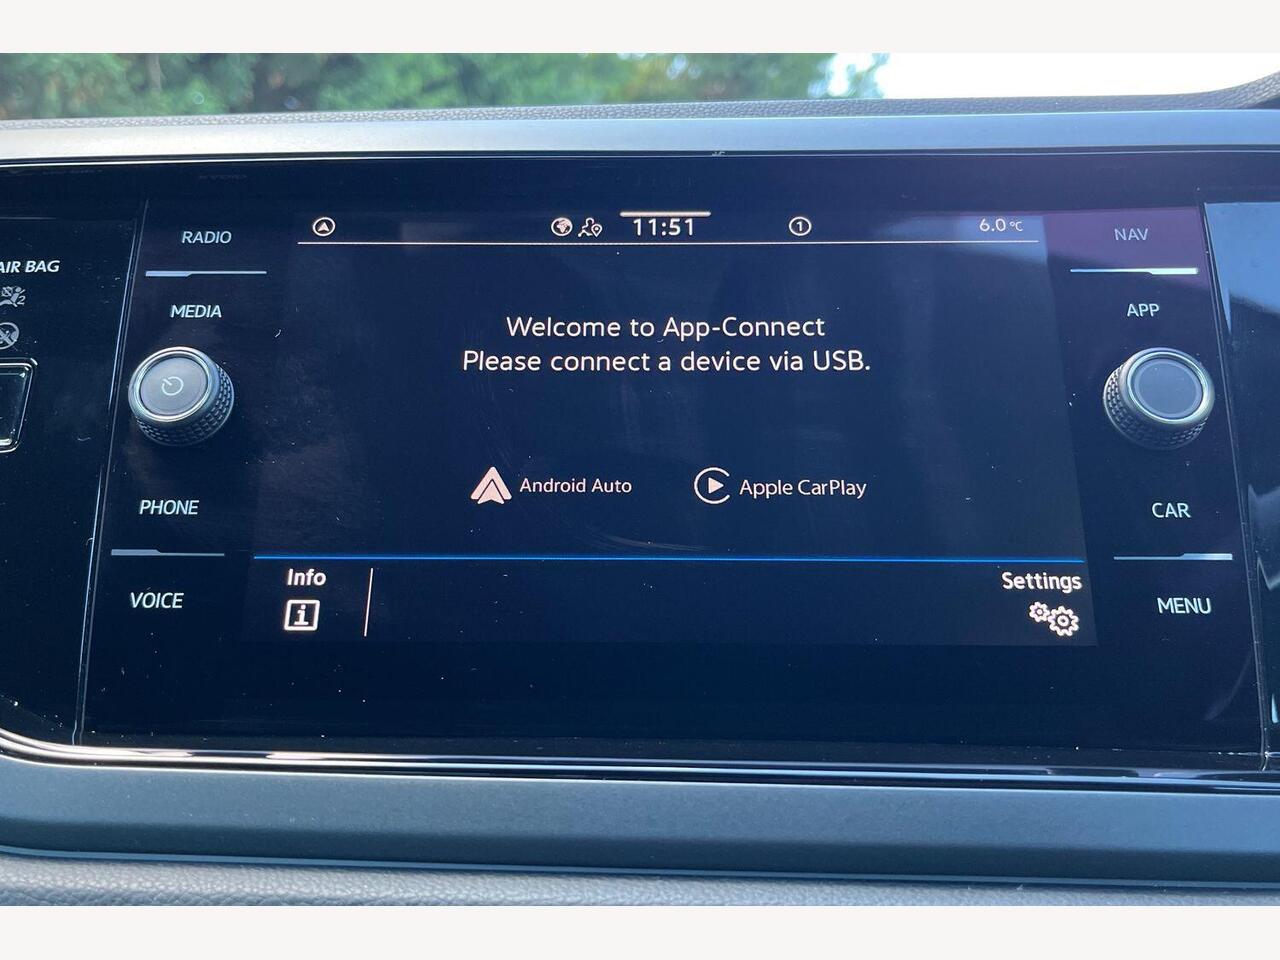 RADIO
11:51
1
6.0 °C
NAV
AIR BAG
MEDIA
APP
Welcome to App-Connect
Please connect a device via USB.
Android Auto
Apple CarPlay
PHONE
CAR
Info
Settings
VOICE
MENU